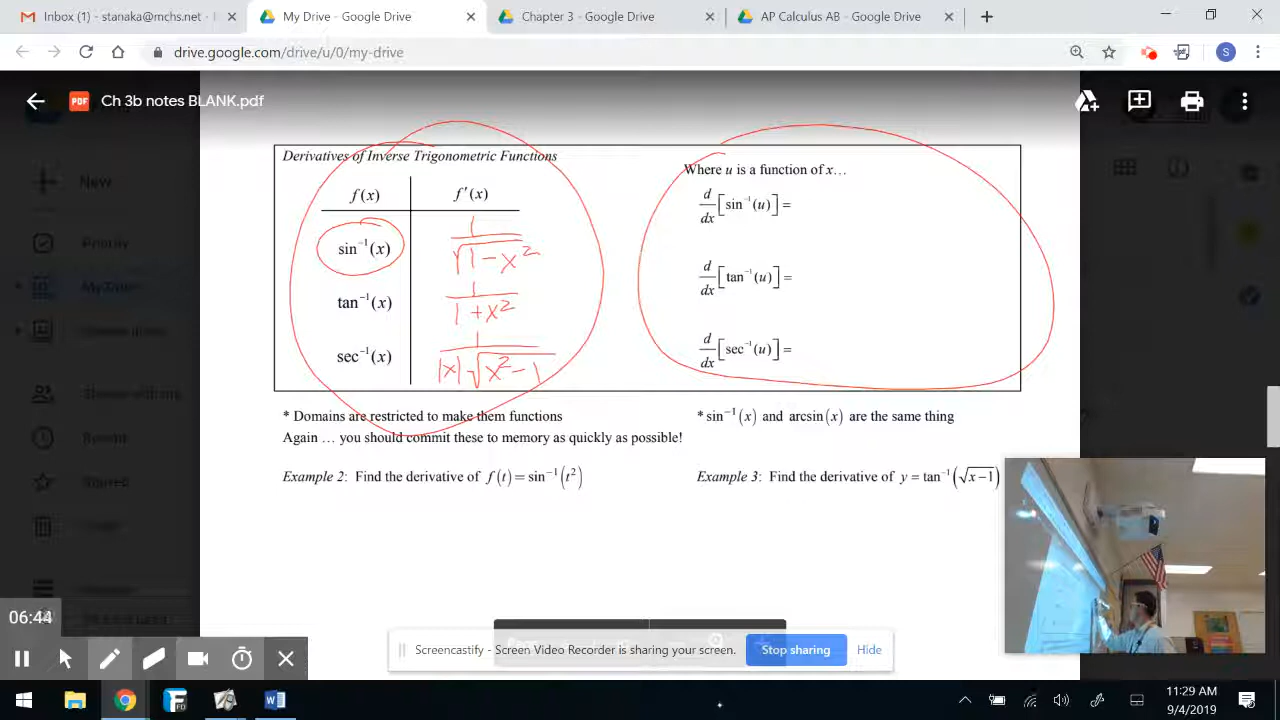 Inbox (1) - stanaka@mchs.net - M
My Drive - Google Drive
Chapter 3 - Google Drive
AP Calculus AB - Google Drive
drive.google.com/drive/u/0/my-drive
S
PDF
Ch 3b notes BLANK.pdf
New
Priority
My Drive
Recent
Derivatives of Inverse Trigonometric Functions
f(x) f′(x)
sin⁻¹(x) 1/√(1−x²)
tan⁻¹(x) 1/(1+x²)
sec⁻¹(x) 1/(|x|√(x²−1))
Where u is a function of x…
d/dx [sin⁻¹(u)] =
d/dx [tan⁻¹(u)] =
d/dx [sec⁻¹(u)] =
* Domains are restricted to make them functions
Again … you should commit these to memory as quickly as possible!
* sin⁻¹(x) and arcsin(x) are the same thing
Example 2: Find the derivative of f(t) = sin⁻¹(t²)
Example 3: Find the derivative of y = tan⁻¹(√(x−1))
06:44
Screencastify - Screen Video Recorder is sharing your screen.
Stop sharing
Hide
11:29 AM
9/4/2019